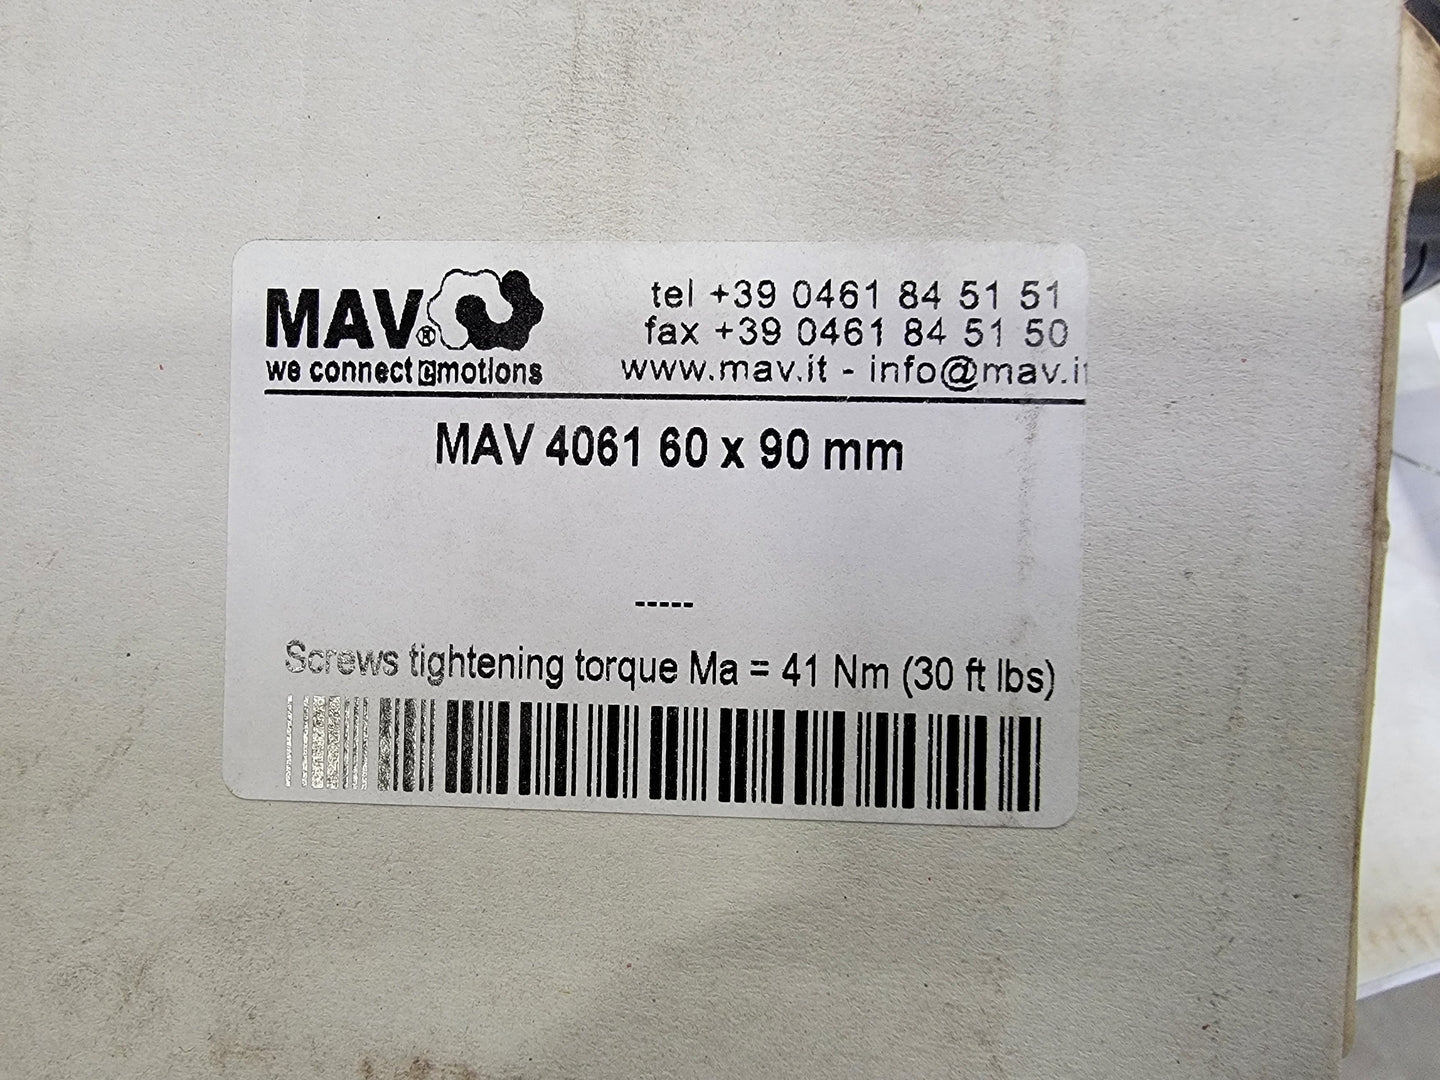 MAV®
we connect emotions
tel +39 0461 84 51 51
fax +39 0461 84 51 50
www.mav.it - info@mav.it
MAV 4061 60 x 90 mm
-----
Screws tightening torque Ma = 41 Nm (30 ft lbs)